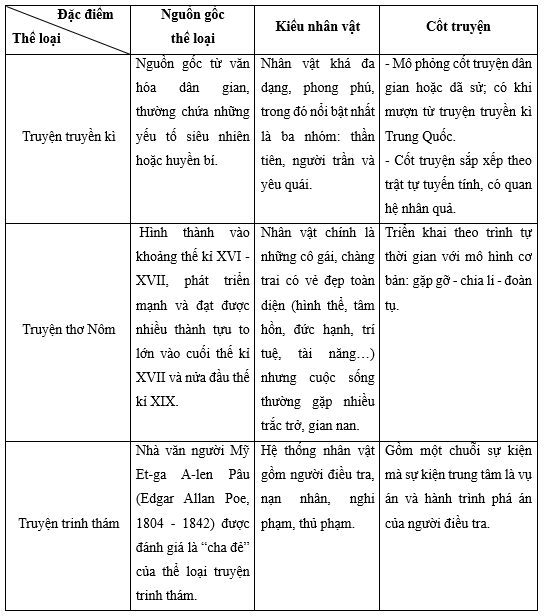 Đặc điểm
Thể loại
Nguồn gốc
thể loại
Kiểu nhân vật
Cốt truyện
Truyện truyền kì
Nguồn gốc từ văn
hóa dân gian,
thường chứa những
yếu tố siêu nhiên
hoặc huyền bí.
Nhân vật khá đa
dạng, phong phú,
trong đó nổi bật nhất
là ba nhóm: thần
tiên, người trần và
yêu quái.
- Mô phỏng cốt truyện dân
gian hoặc dã sử; có khi
mượn từ truyện truyền kì
Trung Quốc.
- Cốt truyện sắp xếp theo
trật tự tuyến tính, có quan
hệ nhân quả.
Truyện thơ Nôm
Hình thành vào
khoảng thế kỉ XVI -
XVII, phát triển
mạnh và đạt được
nhiều thành tựu to
lớn vào cuối thế kỉ
XVII và nửa đầu thế
kỉ XIX.
Nhân vật chính là
những cô gái, chàng
trai có vẻ đẹp toàn
diện (hình thể, tâm
hồn, đức hạnh, trí
tuệ, tài năng…)
nhưng cuộc sống
thường gặp nhiều
trắc trở, gian nan.
Triển khai theo trình tự
thời gian với mô hình cơ
bản: gặp gỡ - chia li - đoàn
tụ.
Truyện trinh thám
Nhà văn người Mỹ
Et-ga A-len Pâu
(Edgar Allan Poe,
1804 - 1842) được
đánh giá là “cha đẻ”
của thể loại truyện
trinh thám.
Hệ thống nhân vật
gồm người điều tra,
nạn nhân, nghi
phạm, thủ phạm.
Gồm một chuỗi sự kiện
mà sự kiện trung tâm là vụ
án và hành trình phá án
của người điều tra.